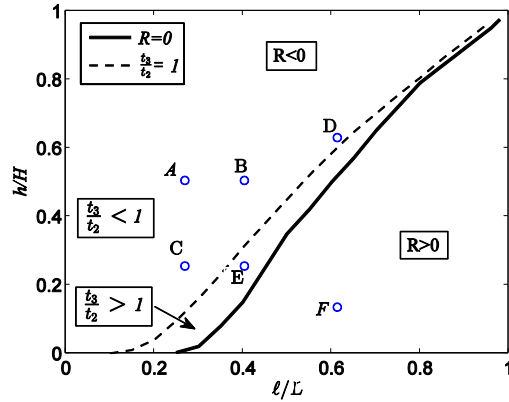 1
0.8
0.6
0.4
0.2
0
h/H
R=0
t3/t2 = 1
R<0
D
A
B
t3/t2 < 1
C
E
R>0
t3/t2 > 1
F
0
0.2
0.4
0.6
0.8
1
ℓ/L